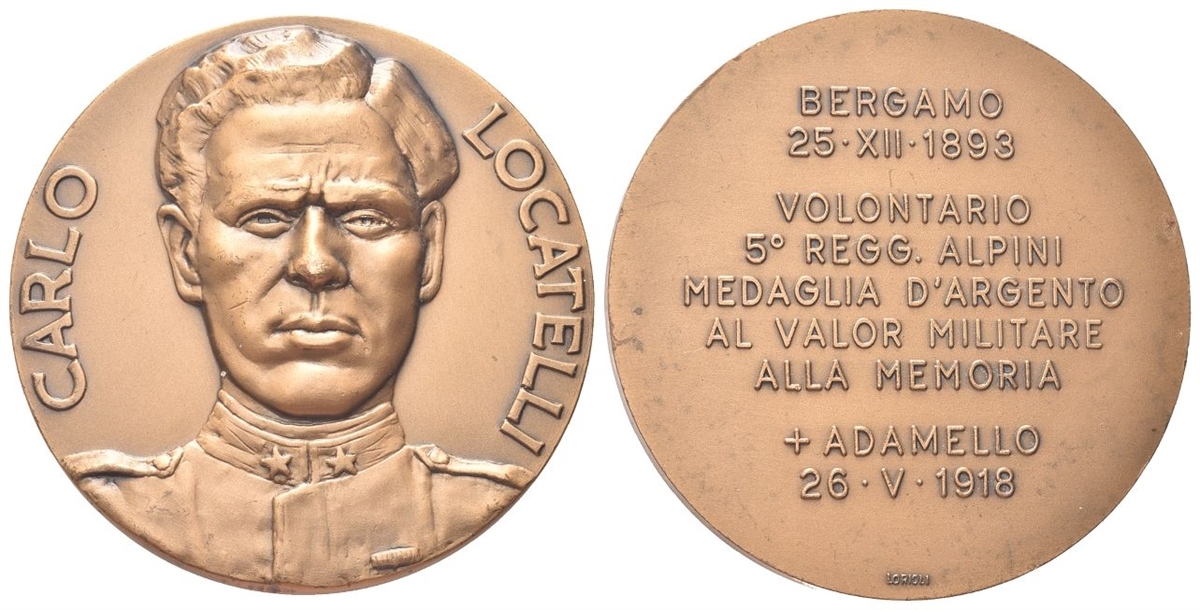 CARLO LOCATELLI
BERGAMO
25·XII·1893
VOLONTARIO
5° REGG. ALPINI
MEDAGLIA D'ARGENTO
AL VALOR MILITARE
ALLA MEMORIA
+ ADAMELLO
26·V·1918
LORIOLI